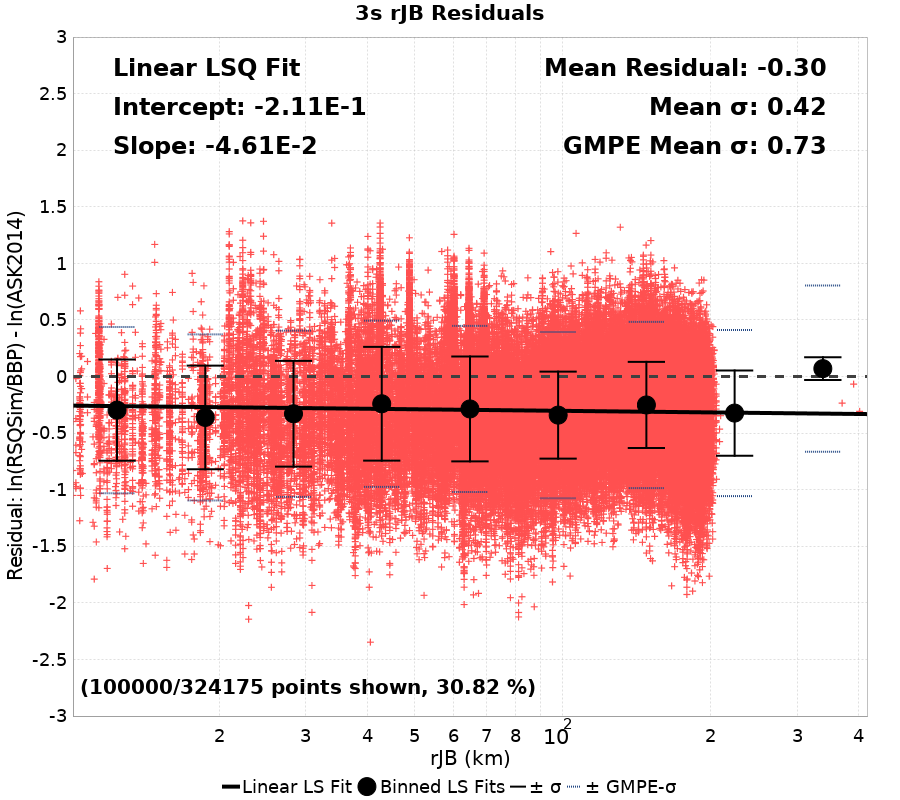 3s rJB Residuals
Linear LSQ Fit
Intercept: -2.11E-1
Slope: -4.61E-2
Mean Residual: -0.30
Mean σ: 0.42
GMPE Mean σ: 0.73
Residual: ln(RSQSim/BBP) - ln(ASK2014)
3
2.5
2
1.5
1
0.5
0
-0.5
-1
-1.5
-2
-2.5
-3
(100000/324175 points shown, 30.82 %)
2 3 4 5 6 7 8 10² 2 3 4
rJB (km)
Linear LS Fit Binned LS Fits ± σ ± GMPE-σ